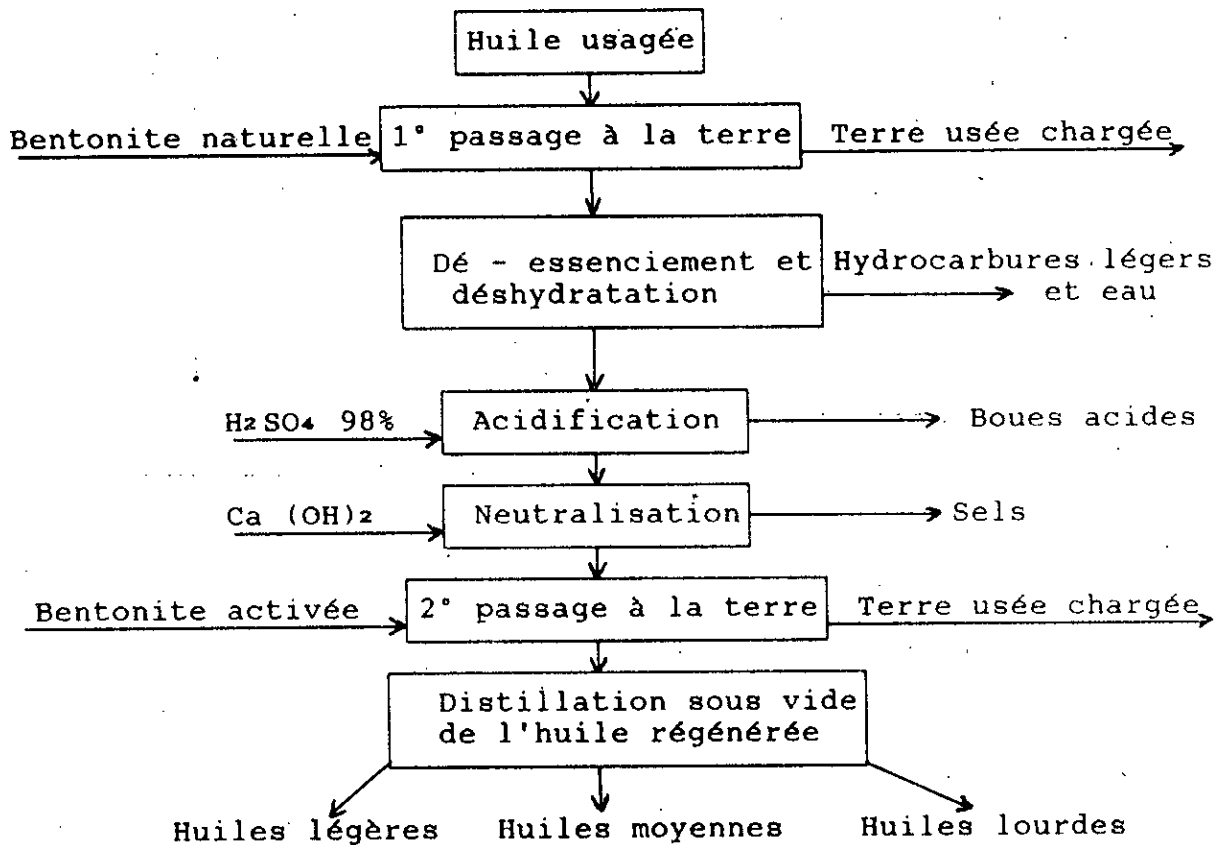 Huile usagée
Bentonite naturelle
1° passage à la terre
Terre usée chargée
Dé - essenciement et
déshydratation
Hydrocarbures légers
et eau
H2SO4 98%
Acidification
Boues acides
Ca (OH)2
Neutralisation
Sels
Bentonite activée
2° passage à la terre
Terre usée chargée
Distillation sous vide
de l'huile régénérée
Huiles légères
Huiles moyennes
Huiles lourdes